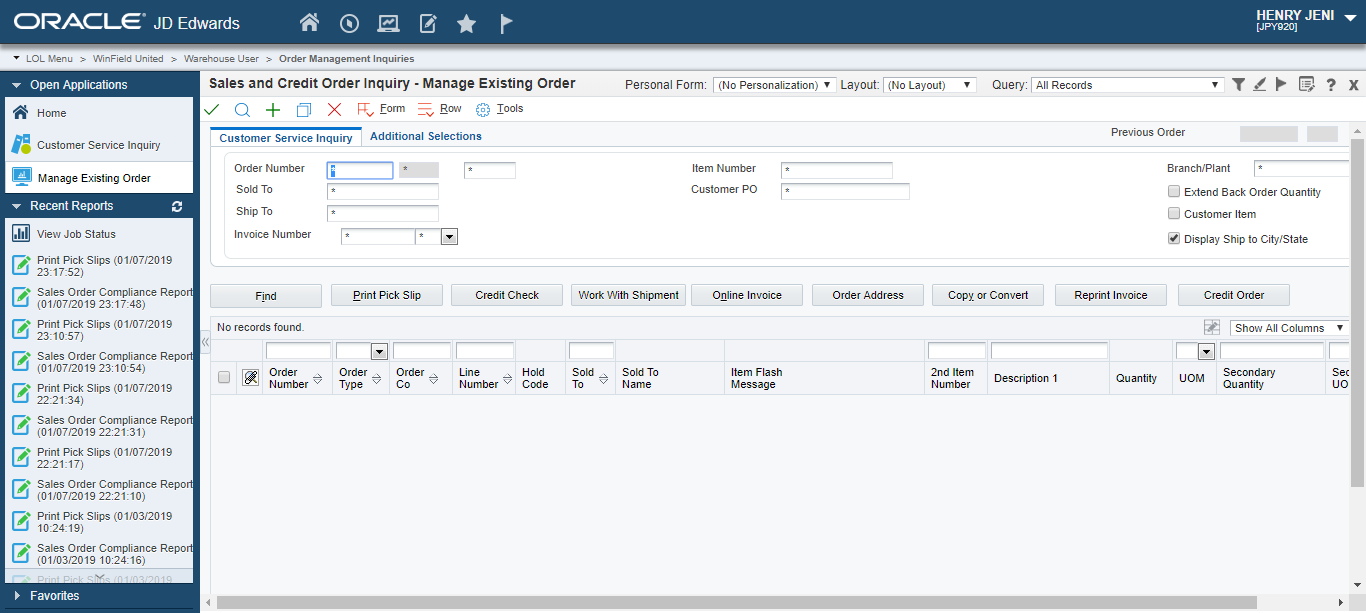 ORACLE JD Edwards
HENRY JENI
[JPY920]
LOL Menu > WinField United > Warehouse User > Order Management Inquiries
Open Applications
Home
Customer Service Inquiry
Manage Existing Order
Recent Reports
View Job Status
Print Pick Slips (01/07/2019
23:17:52)
Sales Order Compliance Report
(01/07/2019 23:17:48)
Print Pick Slips (01/07/2019
23:10:57)
Sales Order Compliance Report
(01/07/2019 23:10:54)
Print Pick Slips (01/07/2019
22:21:34)
Sales Order Compliance Report
(01/07/2019 22:21:31)
Print Pick Slips (01/07/2019
22:21:17)
Sales Order Compliance Report
(01/07/2019 22:21:10)
Print Pick Slips (01/03/2019
10:24:19)
Sales Order Compliance Report
(01/03/2019 10:24:16)
Print Pick Slips (01/03/2019
Favorites
Sales and Credit Order Inquiry - Manage Existing Order
Personal Form: (No Personalization) Layout: (No Layout) Query: All Records
Form Row Tools
Customer Service Inquiry Additional Selections Previous Order
Order Number * * * Item Number * Branch/Plant *
Sold To * Customer PO * Extend Back Order Quantity
Ship To * Customer Item
Invoice Number * * Display Ship to City/State
Find Print Pick Slip Credit Check Work With Shipment Online Invoice Order Address Copy or Convert Reprint Invoice Credit Order
No records found. Show All Columns
Order Number
Order Type
Order Co
Line Number
Hold Code
Sold To
Sold To Name
Item Flash Message
2nd Item Number
Description 1
Quantity
UOM
Secondary Quantity